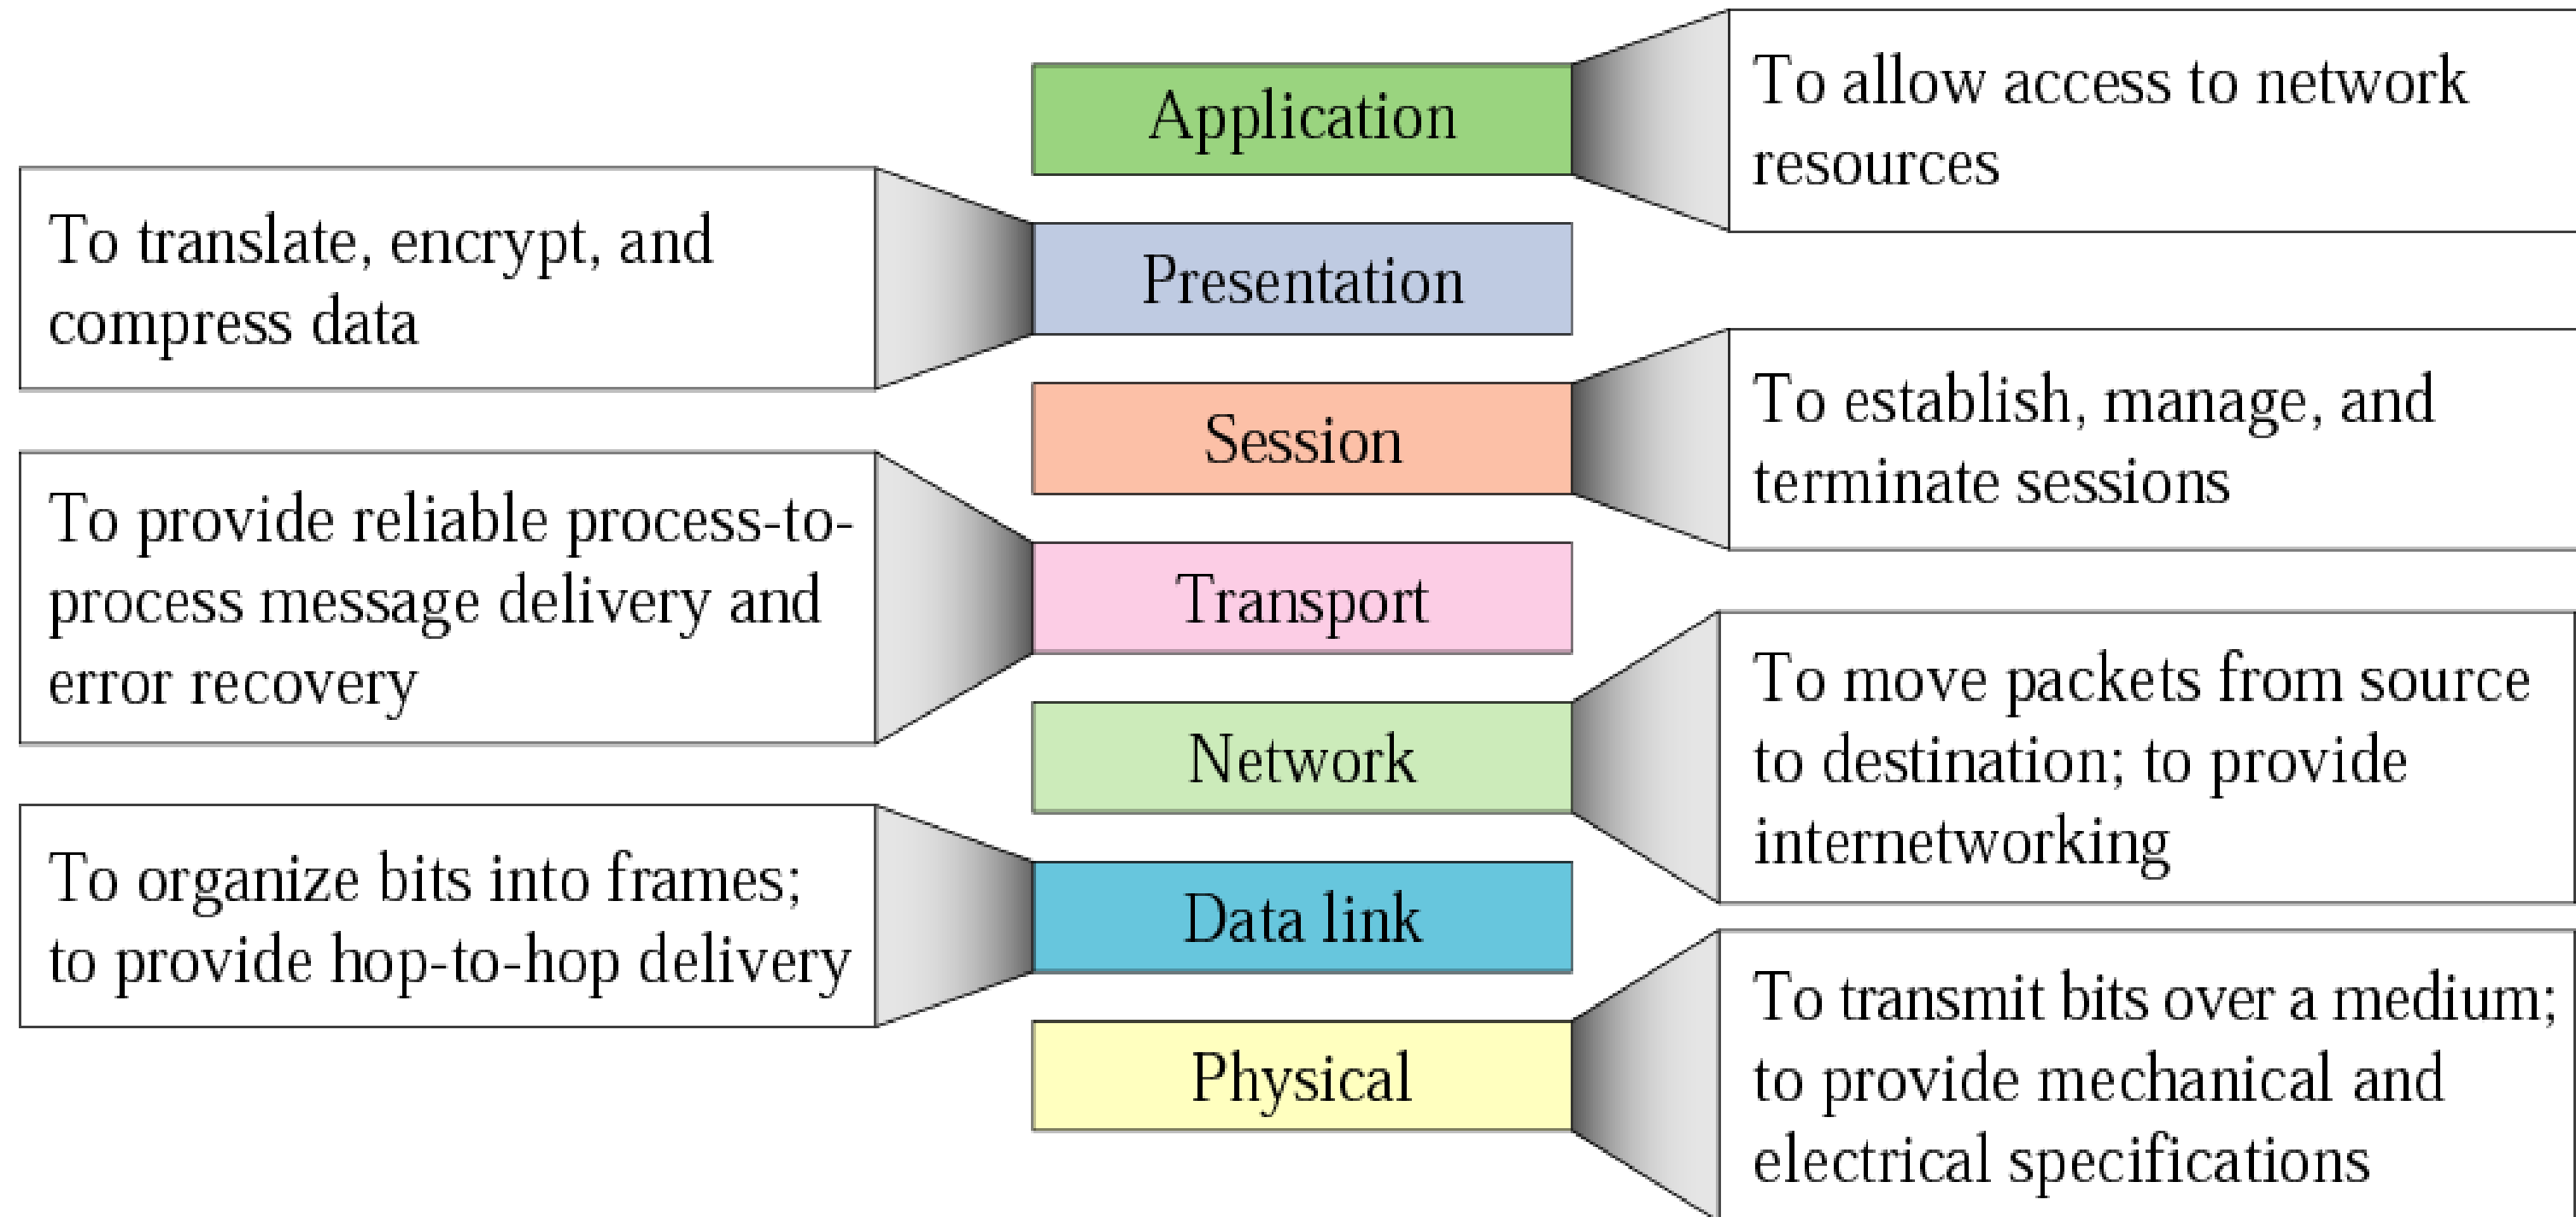 Application
To allow access to network
resources
To translate, encrypt, and
compress data
Presentation
Session
To establish, manage, and
terminate sessions
To provide reliable process-to-
process message delivery and
error recovery
Transport
Network
To move packets from source
to destination; to provide
internetworking
To organize bits into frames;
to provide hop-to-hop delivery
Data link
Physical
To transmit bits over a medium;
to provide mechanical and
electrical specifications